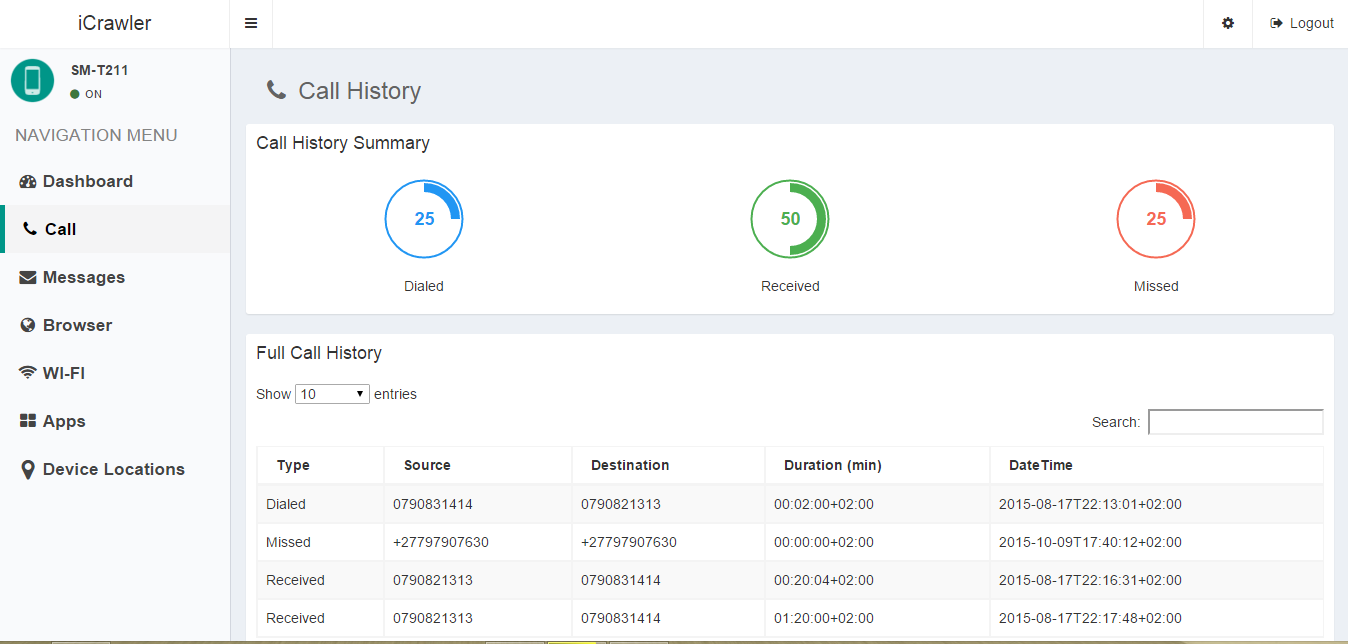 iCrawler
Logout
SM-T211
ON
NAVIGATION MENU
Dashboard
Call
Messages
Browser
WI-FI
Apps
Device Locations
Call History
Call History Summary
25 50 25
Dialed Received Missed
Full Call History
Show 10 entries
Search:
Type Source Destination Duration (min) DateTime
Dialed 0790831414 0790821313 00:02:00+02:00 2015-08-17T22:13:01+02:00
Missed +27797907630 +27797907630 00:00:00+02:00 2015-10-09T17:40:12+02:00
Received 0790821313 0790831414 00:20:04+02:00 2015-08-17T22:16:31+02:00
Received 0790821313 0790831414 01:20:00+02:00 2015-08-17T22:17:48+02:00